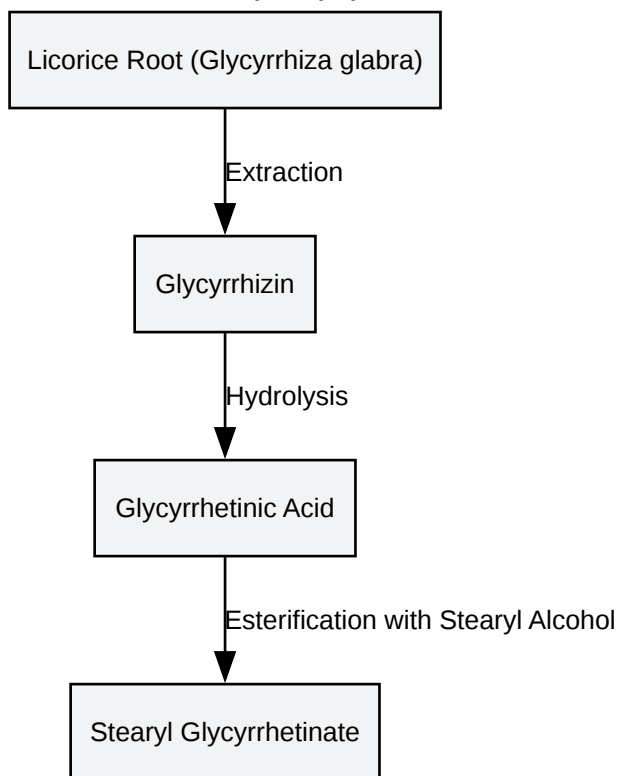 Licorice Root (Glycyrrhiza glabra)
Extraction
Glycyrrhizin
Hydrolysis
Glycyrrhetinic Acid
Esterification with Stearyl Alcohol
Stearyl Glycyrrhetinate